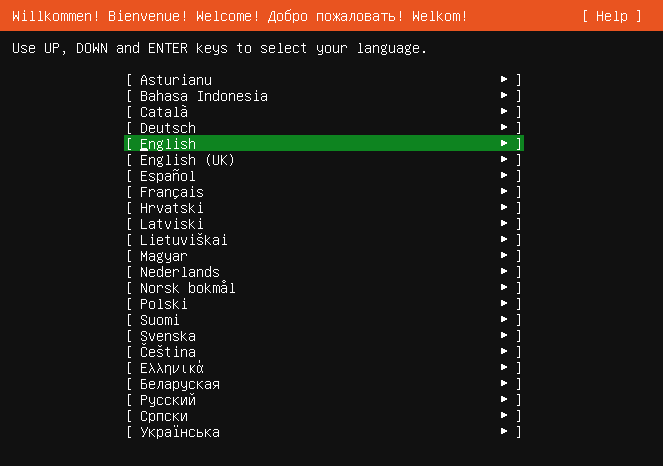 Willkommen! Bienvenue! Welcome! Добро пожаловать! Welkom! [ Help ]
Use UP, DOWN and ENTER keys to select your language.
[ Asturianu ► ]
[ Bahasa Indonesia ► ]
[ Català ► ]
[ Deutsch ► ]
[ English ► ]
[ English (UK) ► ]
[ Español ► ]
[ Français ► ]
[ Hrvatski ► ]
[ Latviski ► ]
[ Lietuviškai ► ]
[ Magyar ► ]
[ Nederlands ► ]
[ Norsk bokmål ► ]
[ Polski ► ]
[ Suomi ► ]
[ Svenska ► ]
[ Čeština ► ]
[ Ελληνικά ► ]
[ Беларуская ► ]
[ Русский ► ]
[ Српски ► ]
[ Українська ► ]